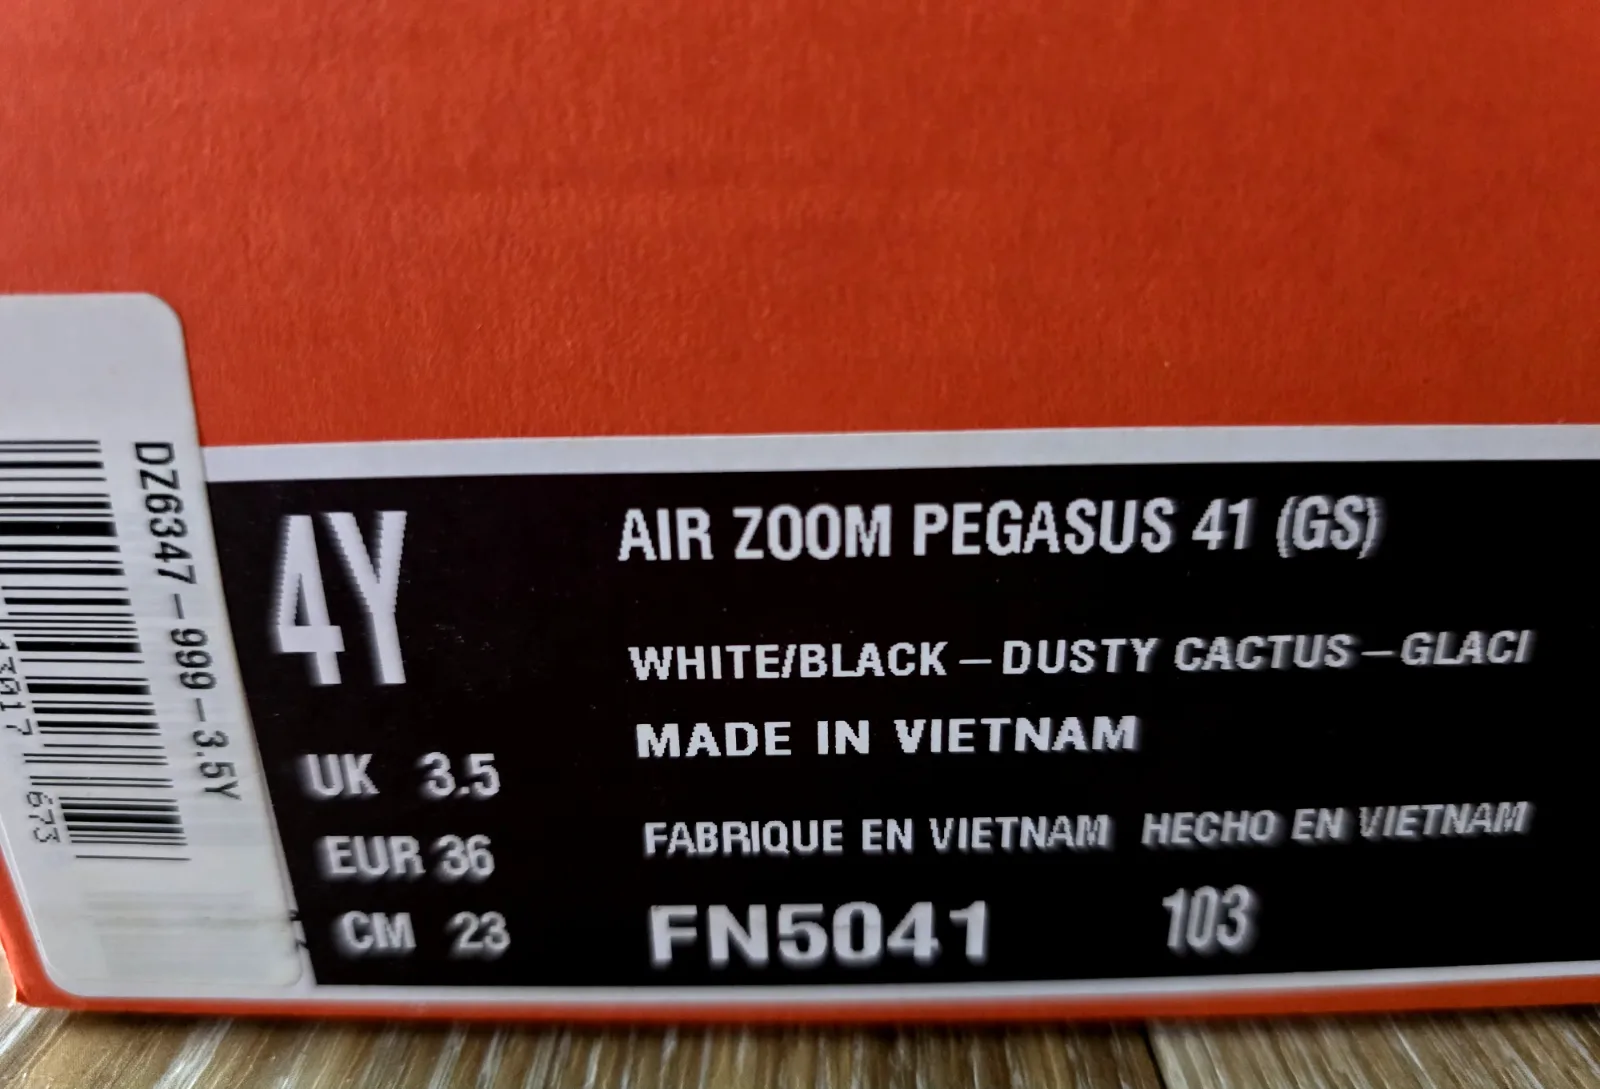 DZ6347-999-3.5Y
673
4Y
AIR ZOOM PEGASUS 41 (GS)
WHITE/BLACK-DUSTY CACTUS-GLACI
MADE IN VIETNAM
UK 3.5
FABRIQUE EN VIETNAM HECHO EN VIETNAM
EUR 36
FN5041 103
CM 23